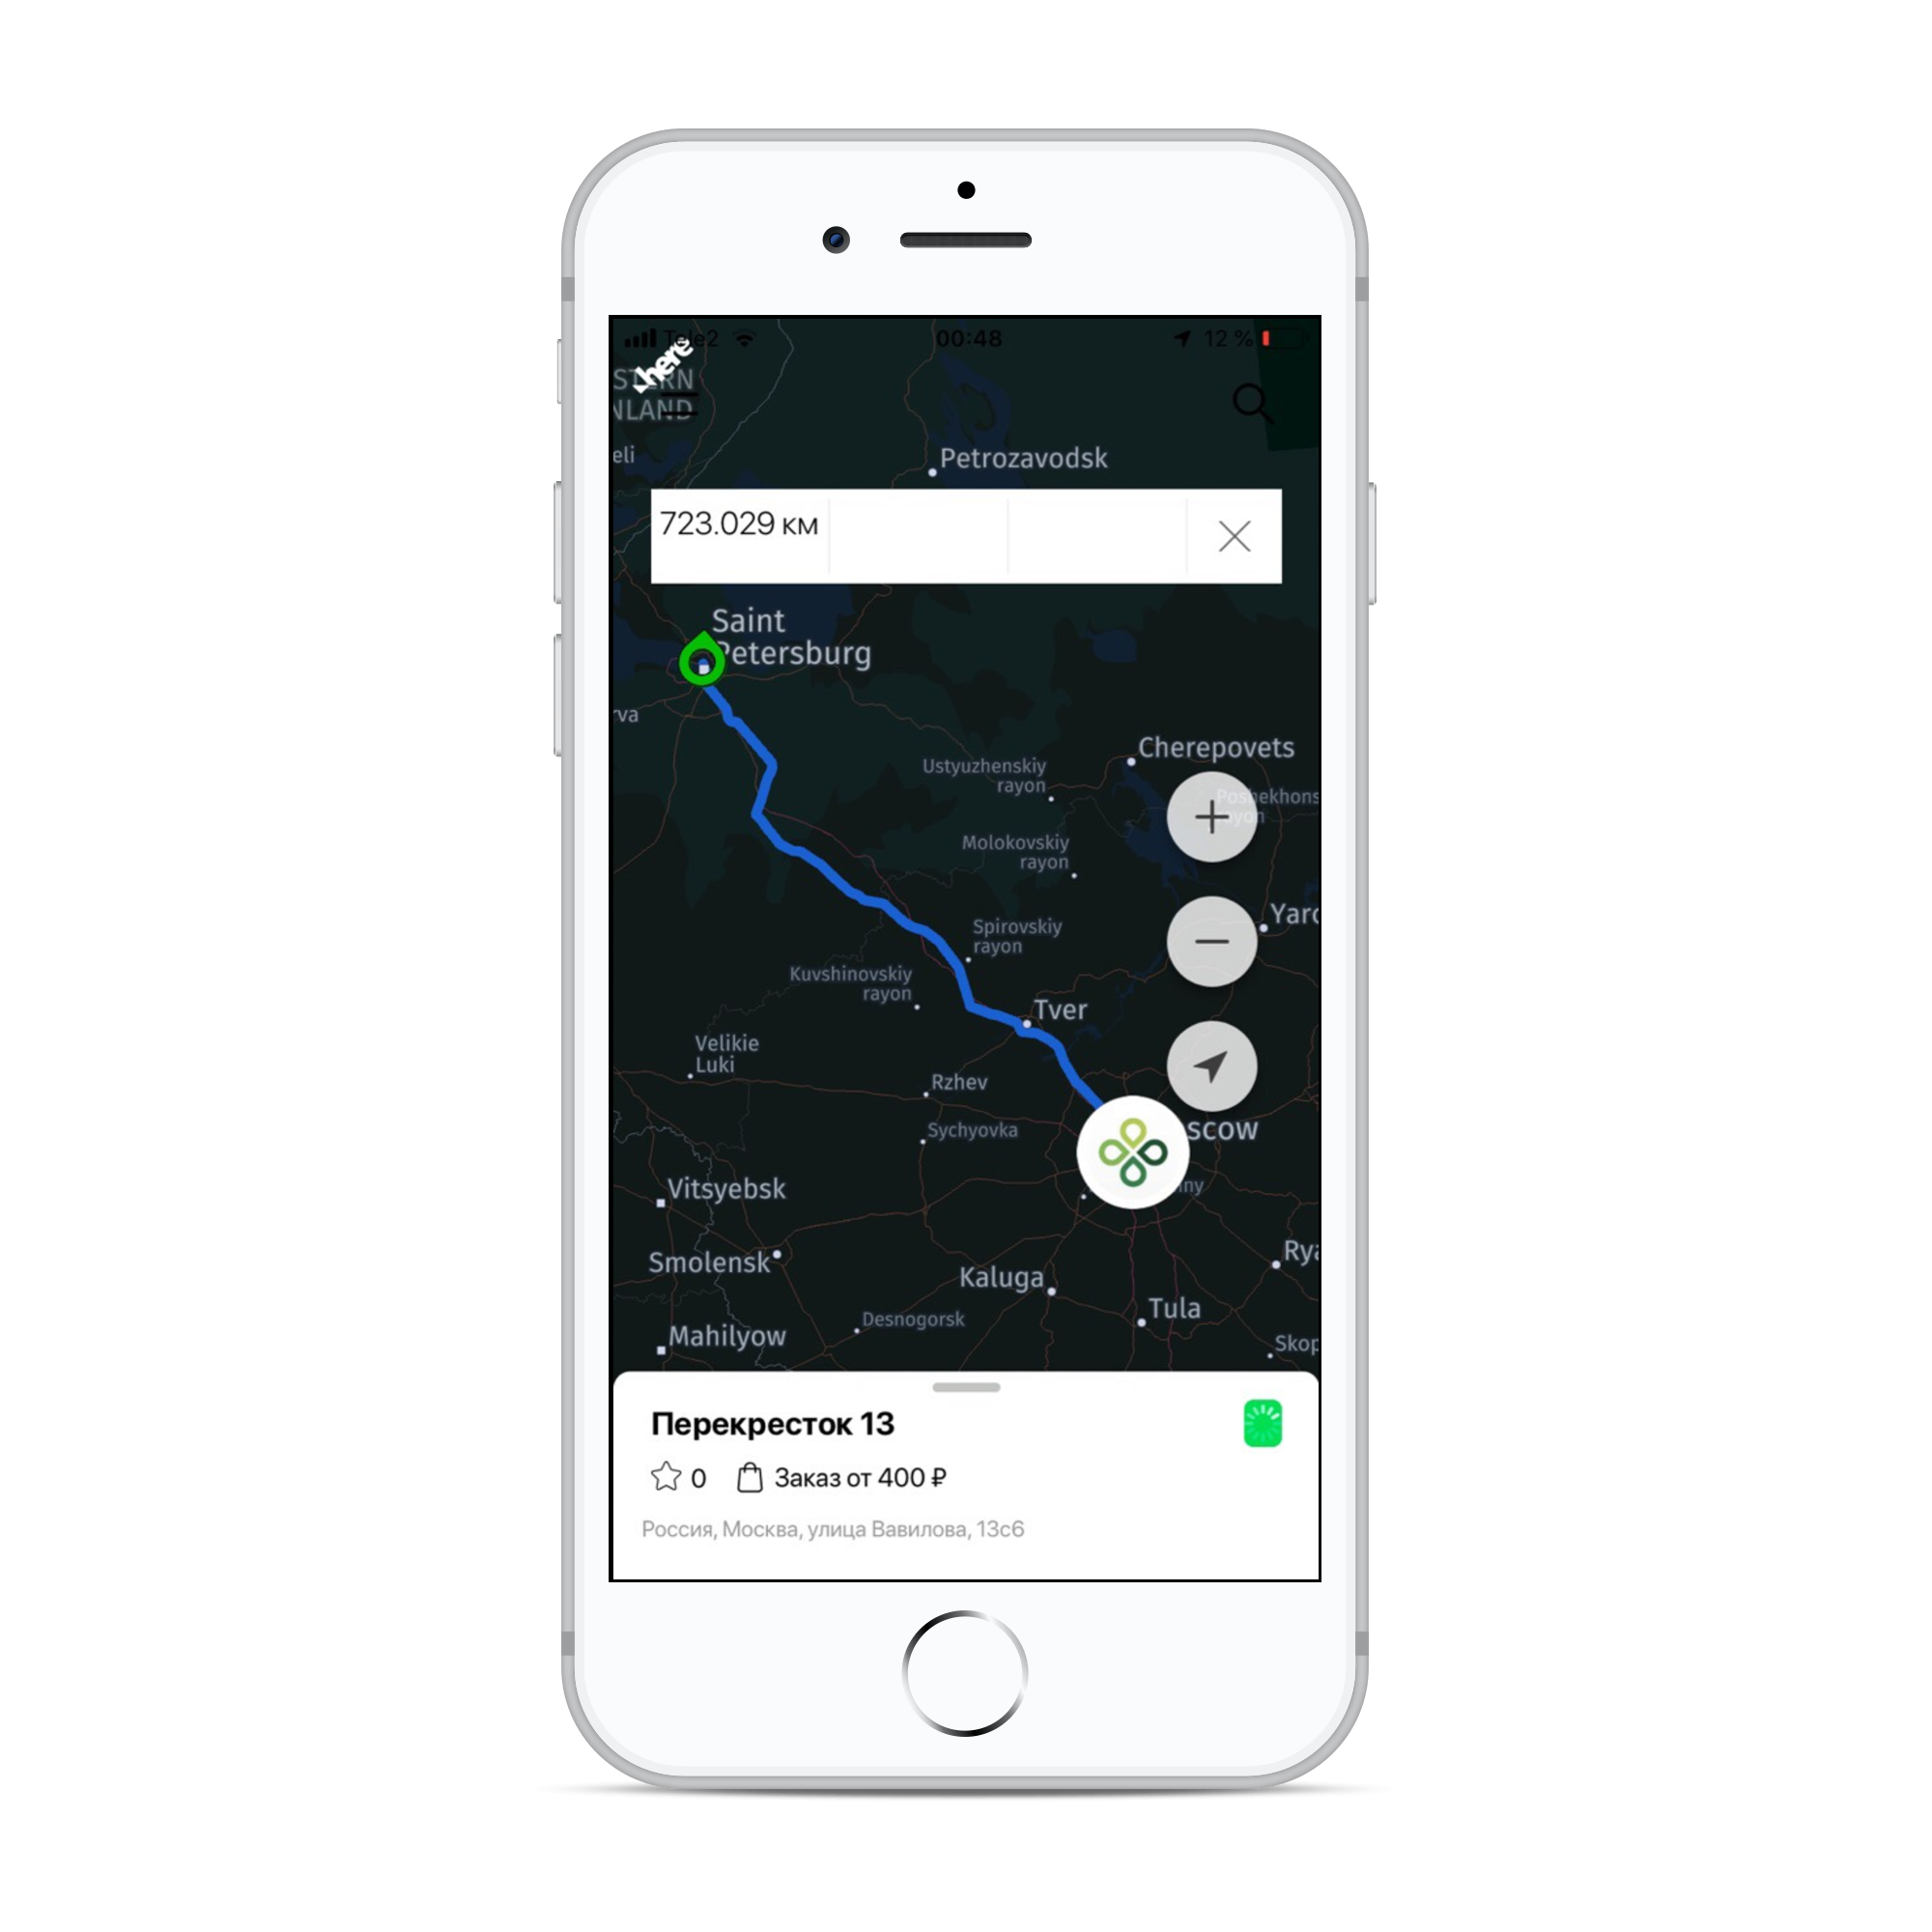 Tele2
00:48
12 %
here
STERN
NLAND
eli
Petrozavodsk
723.029 км
Saint
Petersburg
rva
Cherepovets
Ustyuzhenskiy
rayon
Poshekhons
rayon
Molokovskiy
rayon
Yaro
Spirovskiy
rayon
Kuvshinovskiy
rayon
Tver
Velikie
Luki
Rzhev
Sychyovka
scow
ny
Vitsyebsk
Smolensk
Rya
Kaluga
Tula
Desnogorsk
Mahilyow
Skop
Перекресток 13
0 Заказ от 400 ₽
Россия, Москва, улица Вавилова, 13с6